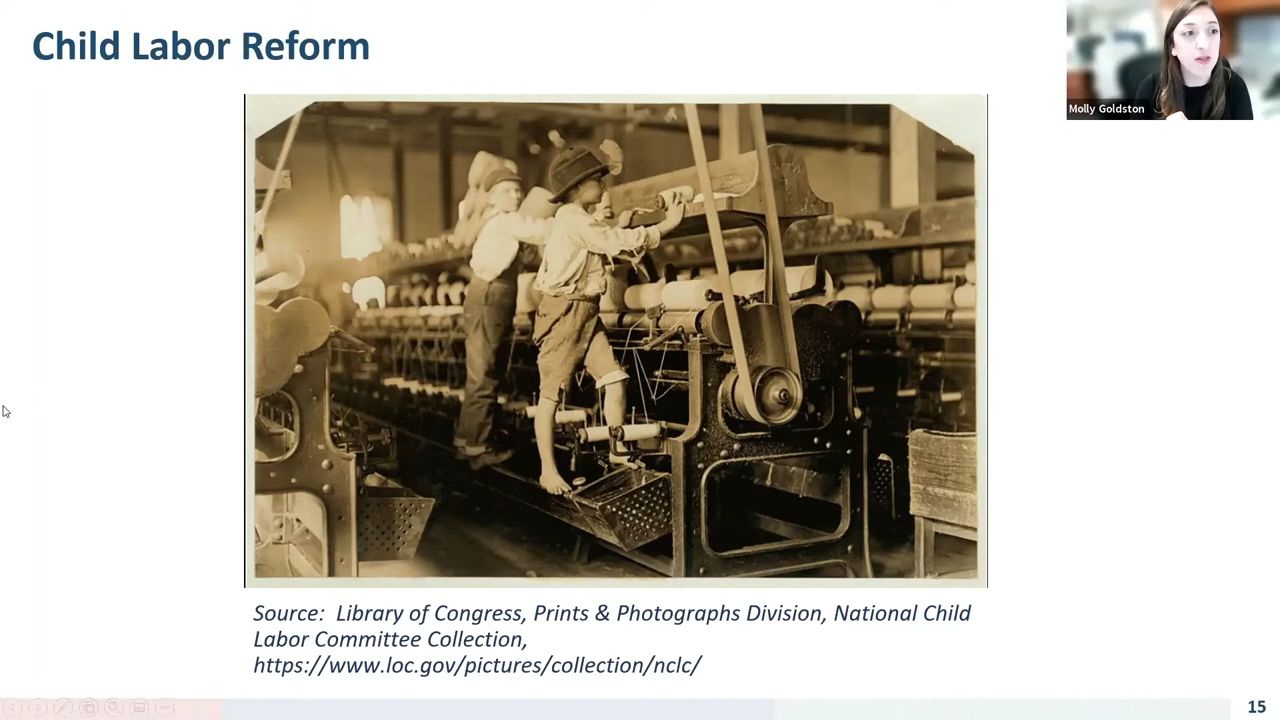 Child Labor Reform
Molly Goldston
Source:  Library of Congress, Prints & Photographs Division, National Child
Labor Committee Collection,
https://www.loc.gov/pictures/collection/nclc/
15